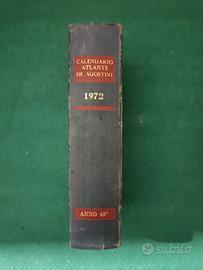 CALENDARIO
ATLANTE
DE AGOSTINI
1972
ANNO 68°
subito